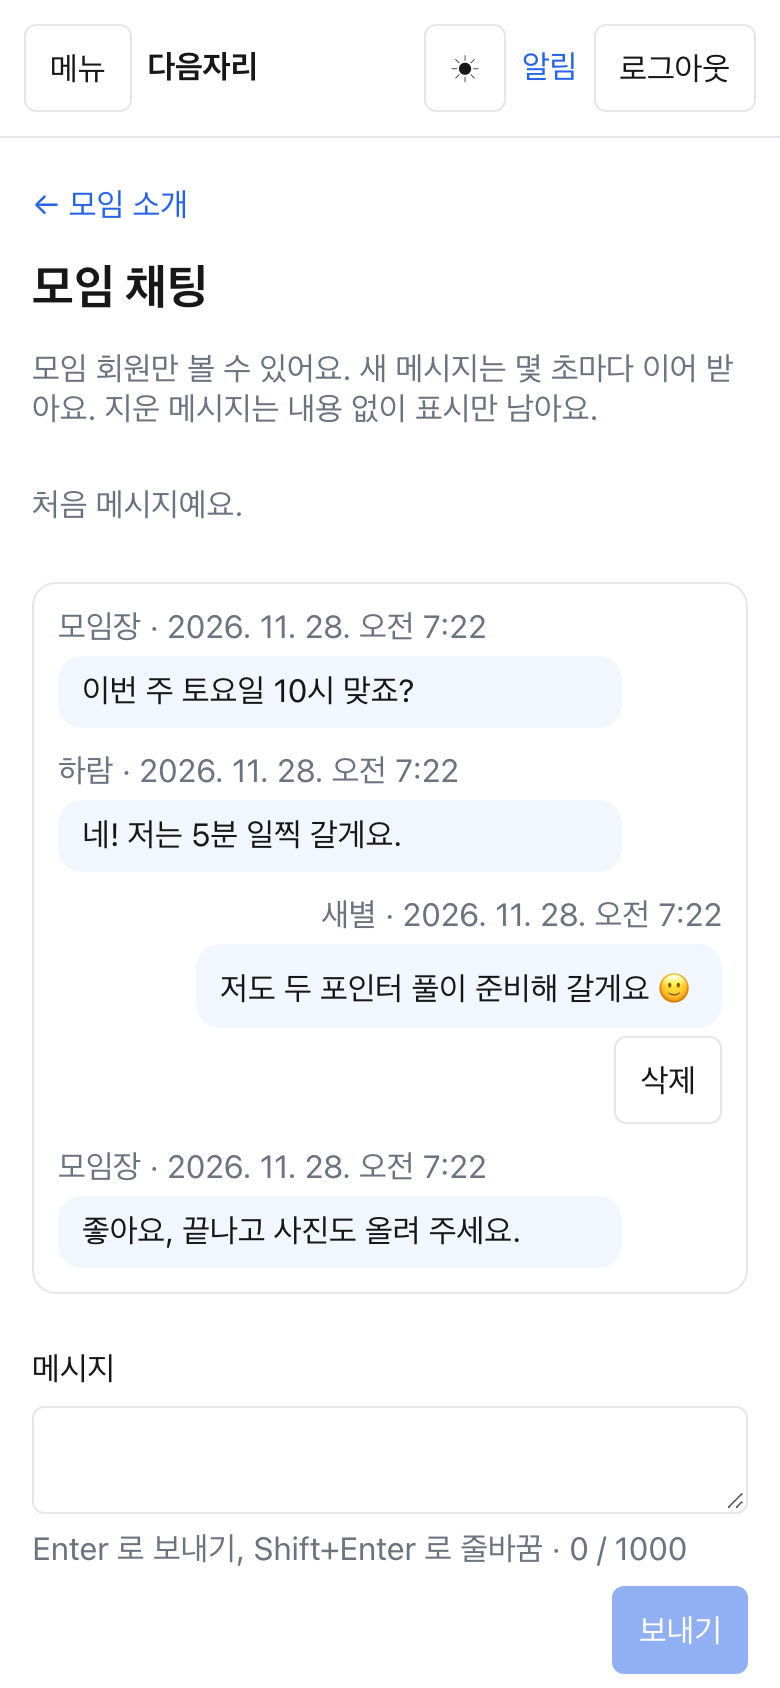 메뉴 다음자리 알림 로그아웃
← 모임 소개
모임 채팅
모임 회원만 볼 수 있어요. 새 메시지는 몇 초마다 이어 받
아요. 지운 메시지는 내용 없이 표시만 남아요.
처음 메시지예요.
모임장 · 2026. 11. 28. 오전 7:22
이번 주 토요일 10시 맞죠?
하람 · 2026. 11. 28. 오전 7:22
네! 저는 5분 일찍 갈게요.
새별 · 2026. 11. 28. 오전 7:22
저도 두 포인터 풀이 준비해 갈게요 🙂
삭제
모임장 · 2026. 11. 28. 오전 7:22
좋아요, 끝나고 사진도 올려 주세요.
메시지
Enter 로 보내기, Shift+Enter 로 줄바꿈 · 0 / 1000
보내기